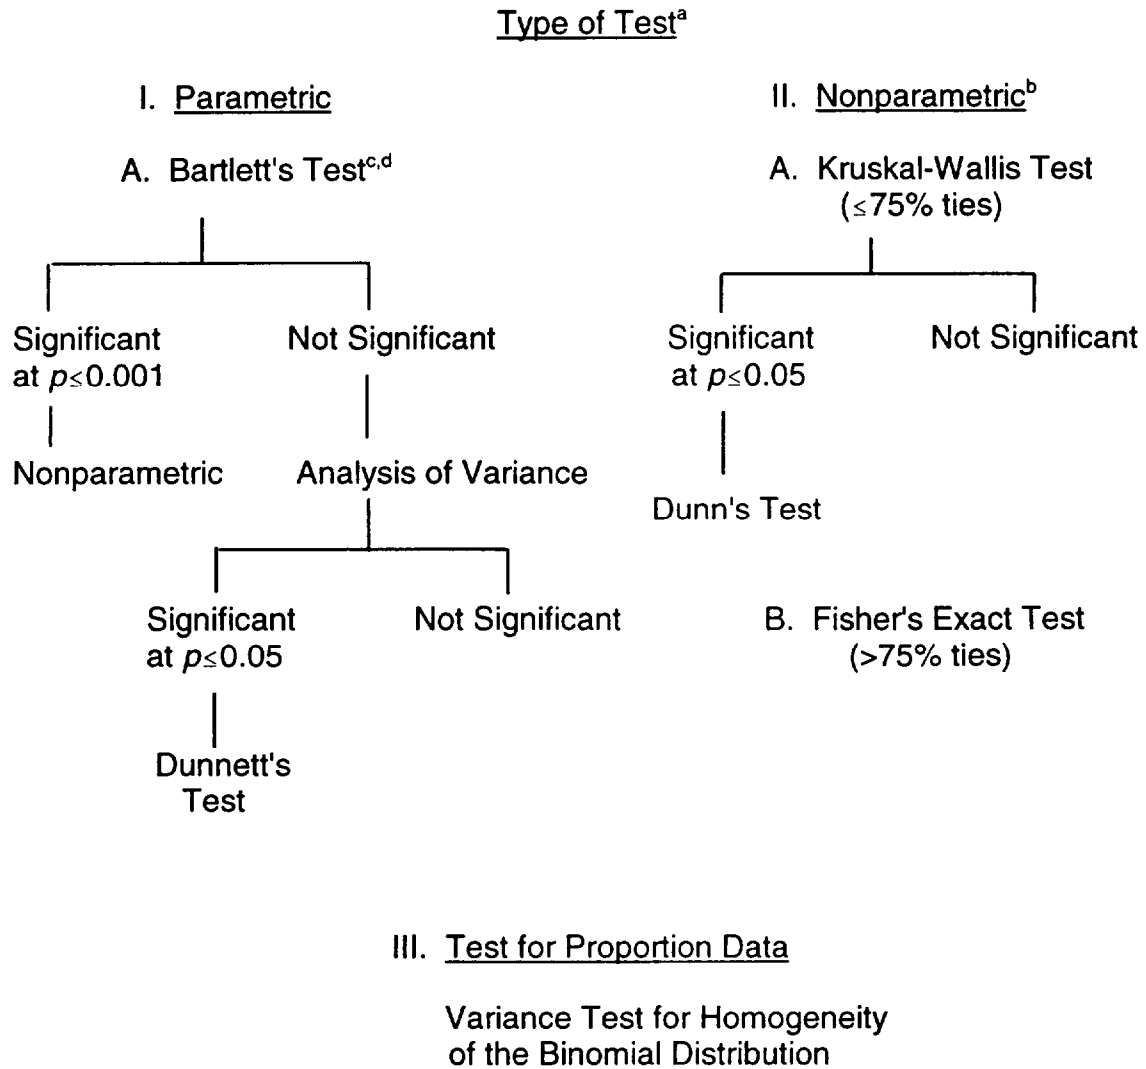 Type of Testᵃ
I. Parametric
A. Bartlett's Testᶜ,ᵈ
Significant
at p≤0.001
Not Significant
Nonparametric
Analysis of Variance
Significant
at p≤0.05
Not Significant
Dunnett's
Test
II. Nonparametricᵇ
A. Kruskal-Wallis Test
(≤75% ties)
Significant
at p≤0.05
Not Significant
Dunn's Test
B. Fisher's Exact Test
(>75% ties)
III. Test for Proportion Data
Variance Test for Homogeneity
of the Binomial Distribution